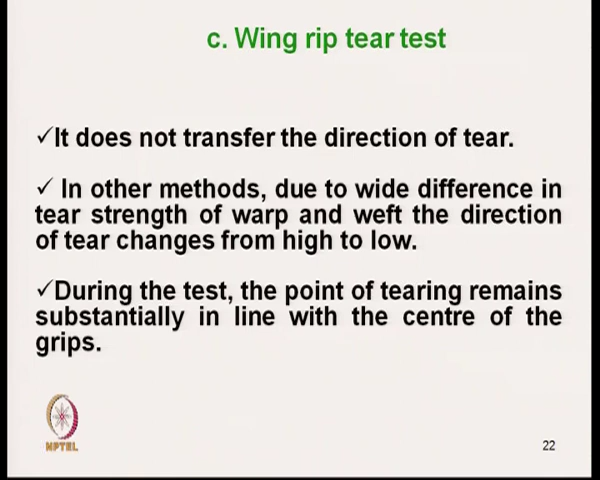 c. Wing rip tear test
✓It does not transfer the direction of tear.
✓ In other methods, due to wide difference in
tear strength of warp and weft the direction
of tear changes from high to low.
✓During the test, the point of tearing remains
substantially in line with the centre of the
grips.
NPTEL
22